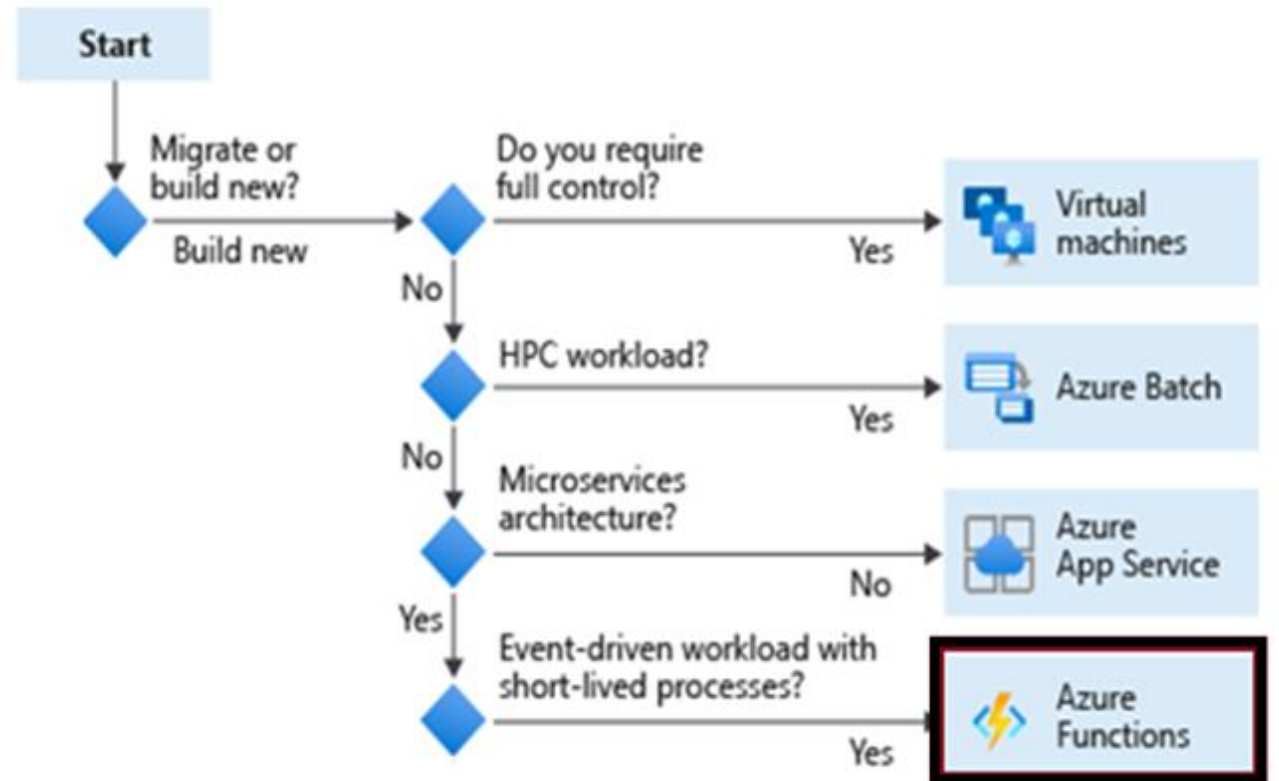 Start
Migrate or
build new?
Build new
Do you require
full control?
Yes
Virtual
machines
No
HPC workload?
Yes
Azure Batch
No
Microservices
architecture?
No
Azure
App Service
Yes
Event-driven workload with
short-lived processes?
Yes
Azure
Functions